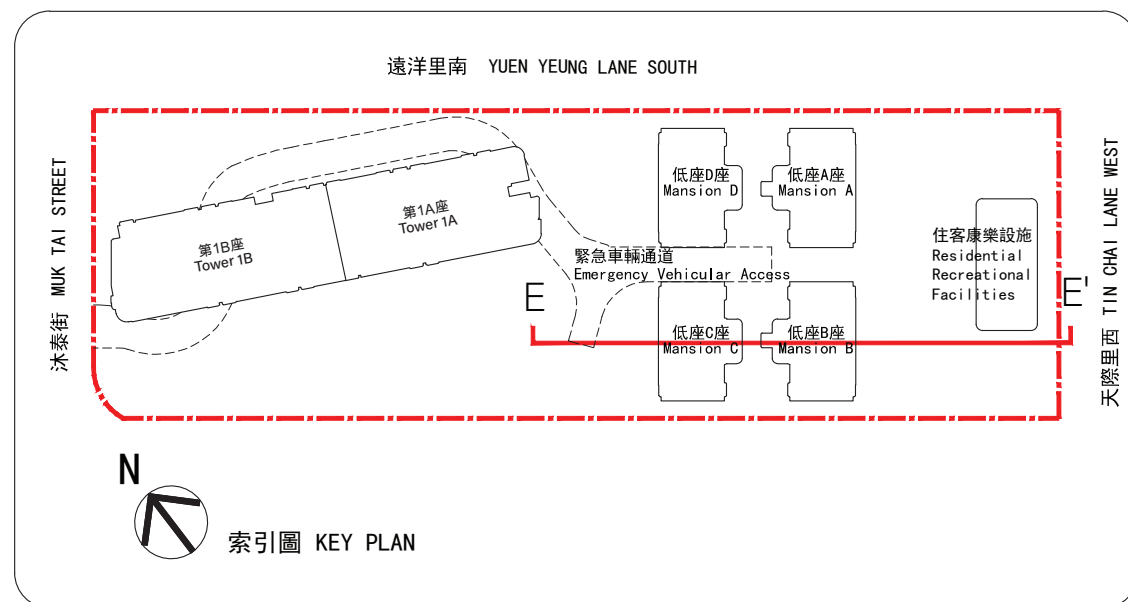 遠洋里南 YUEN YEUNG LANE SOUTH
沐泰街 MUK TAI STREET
天際里西 TIN CHAI LANE WEST
低座D座
Mansion D
低座A座
Mansion A
第1A座
Tower 1A
第1B座
Tower 1B
住客康樂設施
Residential
Recreational
Facilities
緊急車輛通道
Emergency Vehicular Access
E
E'
低座C座
Mansion C
低座B座
Mansion B
N
索引圖 KEY PLAN